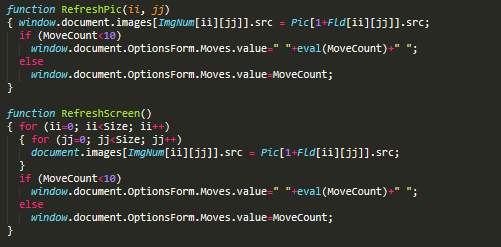 function RefreshPic(ii, jj)
{ window.document.images[ImgNum[ii][jj]].src = Pic[1+Fld[ii][jj]].src;
  if (MoveCount<10)
    window.document.OptionsForm.Moves.value=" "+eval(MoveCount)+" ";
  else
    window.document.OptionsForm.Moves.value=MoveCount;
}
function RefreshScreen()
{ for (ii=0; ii<Size; ii++)
  { for (jj=0; jj<Size; jj++)
    document.images[ImgNum[ii][jj]].src = Pic[1+Fld[ii][jj]].src;
  }
  if (MoveCount<10)
    window.document.OptionsForm.Moves.value=" "+eval(MoveCount)+" ";
  else
    window.document.OptionsForm.Moves.value=MoveCount;
}